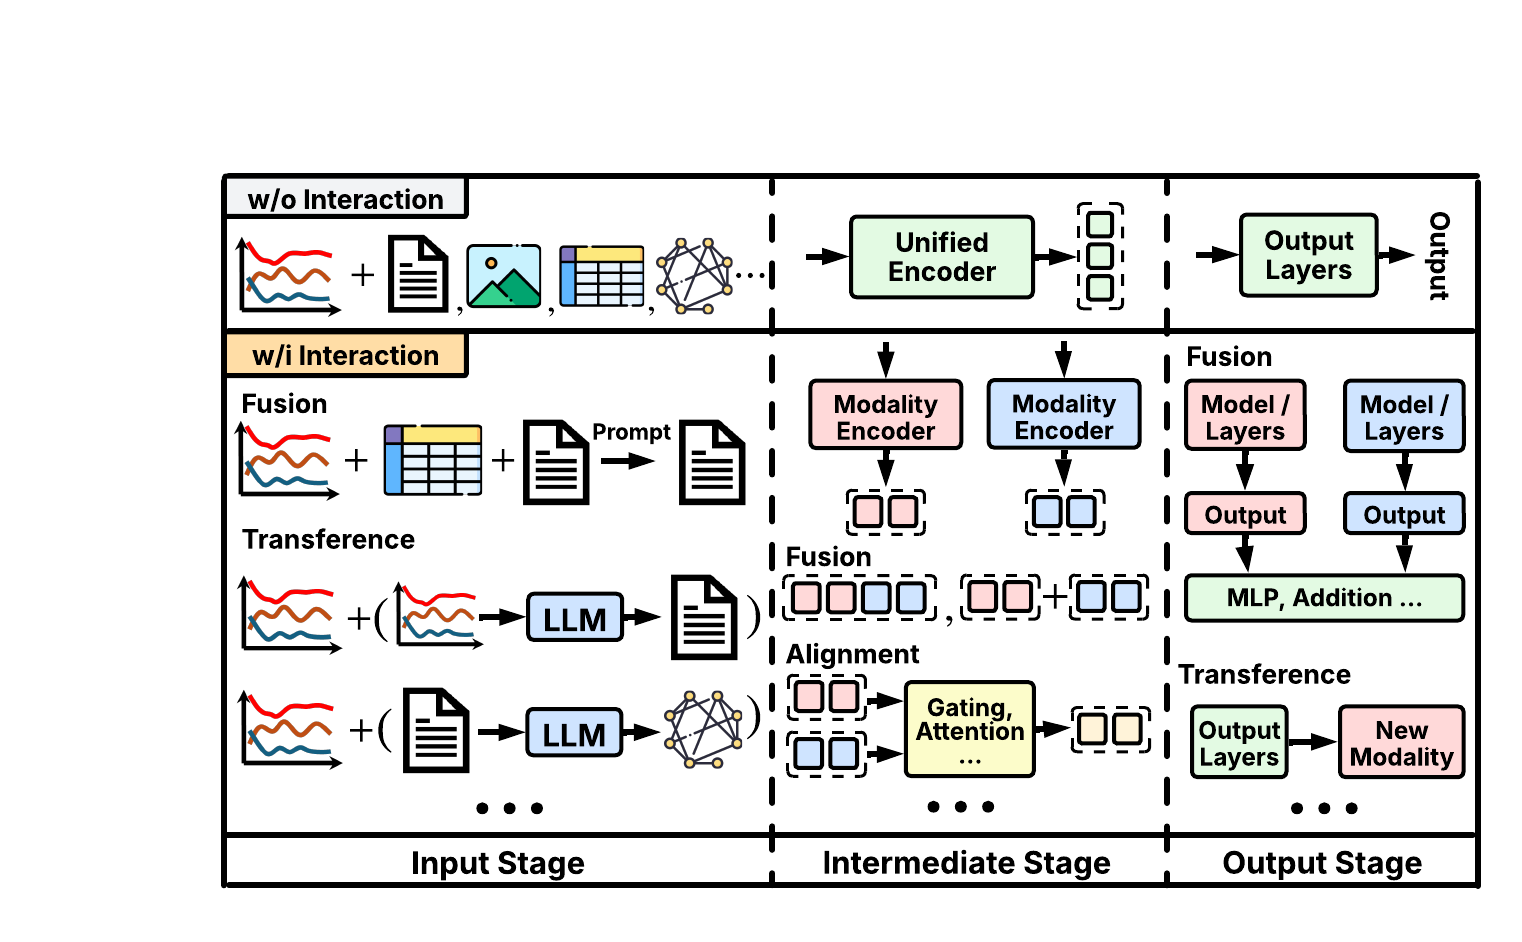 w/o Interaction
+
,
,
,
...
Unified
Encoder
Output
Layers
Output
w/i Interaction
Fusion
+
+
Prompt
Transference
+(
LLM
)
+(
LLM
)
...
Modality
Encoder
Modality
Encoder
Fusion
,
+
Alignment
Gating,
Attention
...
...
Fusion
Model /
Layers
Model /
Layers
Output
Output
MLP, Addition ...
Transference
Output
Layers
New
Modality
...
Input Stage
Intermediate Stage
Output Stage